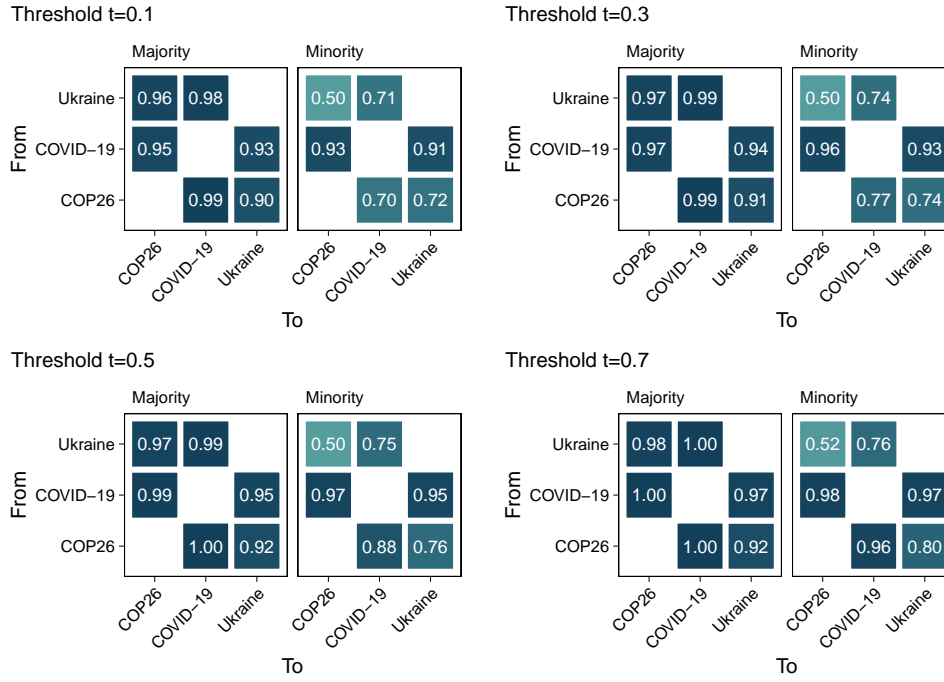 Threshold t=0.1
Majority
Minority
From
Ukraine
0.96 0.98
0.50 0.71
COVID−19
0.95 0.93
0.93 0.91
COP26
0.99 0.90
0.70 0.72
COP26 COVID−19 Ukraine
COP26 COVID−19 Ukraine
To
Threshold t=0.3
Majority
Minority
From
Ukraine
0.97 0.99
0.50 0.74
COVID−19
0.97 0.94
0.96 0.93
COP26
0.99 0.91
0.77 0.74
COP26 COVID−19 Ukraine
COP26 COVID−19 Ukraine
To
Threshold t=0.5
Majority
Minority
From
Ukraine
0.97 0.99
0.50 0.75
COVID−19
0.99 0.95
0.97 0.95
COP26
1.00 0.92
0.88 0.76
COP26 COVID−19 Ukraine
COP26 COVID−19 Ukraine
To
Threshold t=0.7
Majority
Minority
From
Ukraine
0.98 1.00
0.52 0.76
COVID−19
1.00 0.97
0.98 0.97
COP26
1.00 0.92
0.96 0.80
COP26 COVID−19 Ukraine
COP26 COVID−19 Ukraine
To